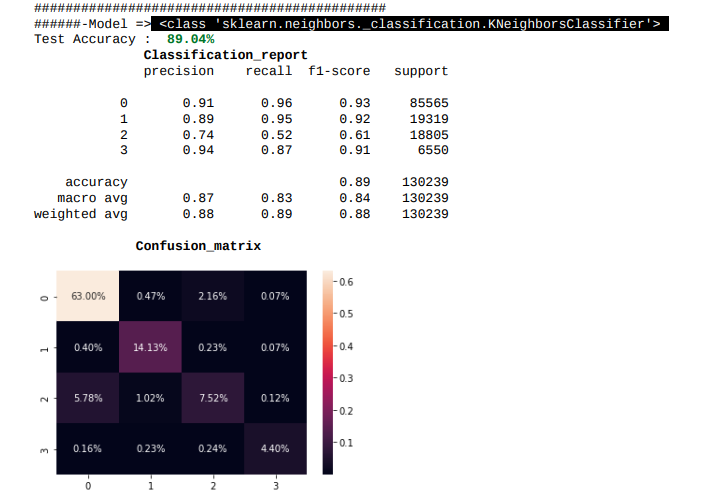 #############################################
######-Model => <class 'sklearn.neighbors._classification.KNeighborsClassifier'>
Test Accuracy :  89.04%
Classification_report
precision    recall  f1-score   support
0       0.91      0.96      0.93     85565
1       0.89      0.95      0.92     19319
2       0.74      0.52      0.61     18805
3       0.94      0.87      0.91      6550
accuracy                           0.89    130239
macro avg       0.87      0.83      0.84    130239
weighted avg       0.88      0.89      0.88    130239
Confusion_matrix
0 63.00% 0.47% 2.16% 0.07%
1 0.40% 14.13% 0.23% 0.07%
2 5.78% 1.02% 7.52% 0.12%
3 0.16% 0.23% 0.24% 4.40%
0 1 2 3
0.6
0.5
0.4
0.3
0.2
0.1